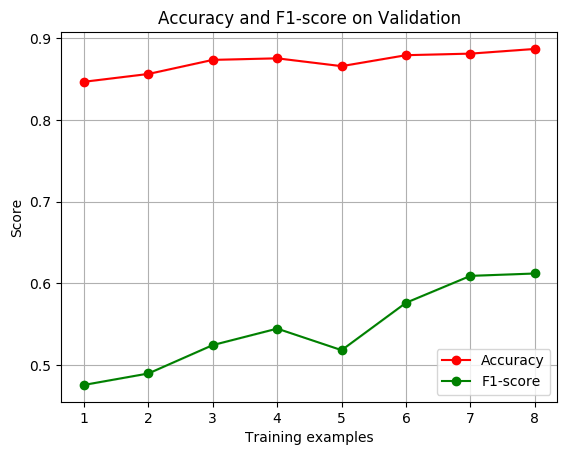 Accuracy and F1-score on Validation
0.9
0.8
0.7
0.6
0.5
Score
1 2 3 4 5 6 7 8
Training examples
Accuracy
F1-score